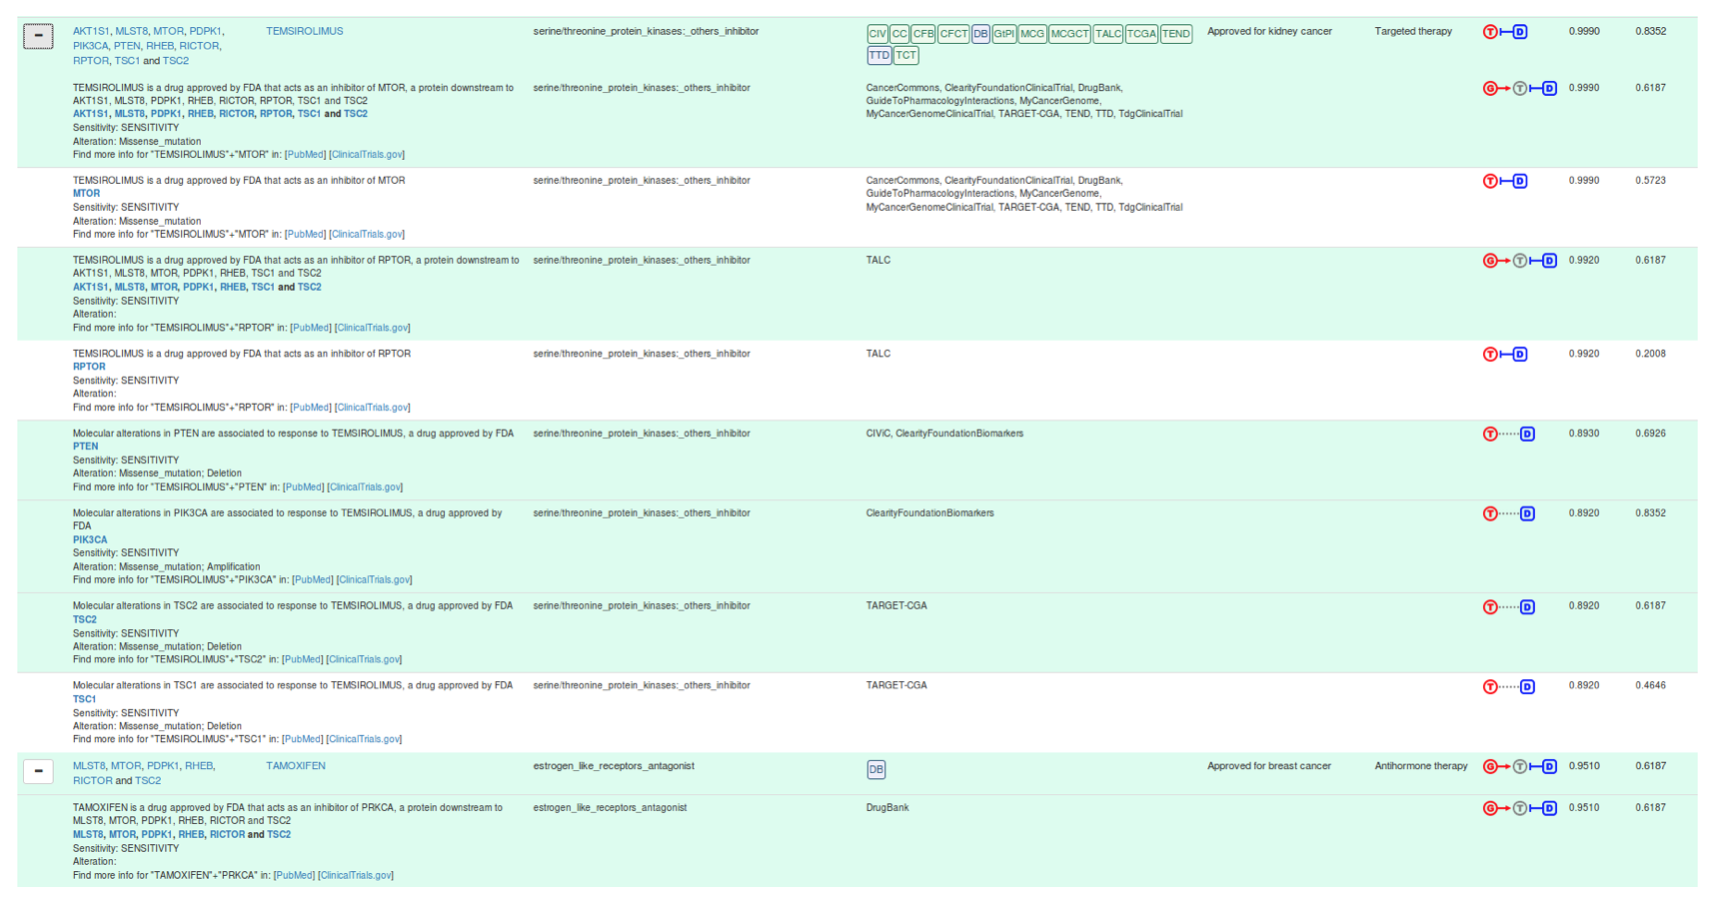 − AKT1S1, MLST8, MTOR, PDPK1, TEMSIROLIMUS serine/threonine_protein_kinases:_others_inhibitor CIV CC CFB CFCT DB GtPI MCG MCGCT TALC TCGA TEND Approved for kidney cancer Targeted therapy T D 0.9990 0.8352
PIK3CA, PTEN, RHEB, RICTOR, TTD TCT
RPTOR, TSC1 and TSC2
TEMSIROLIMUS is a drug approved by FDA that acts as an inhibitor of MTOR, a protein downstream to serine/threonine_protein_kinases:_others_inhibitor CancerCommons, ClearityFoundationClinicalTrial, DrugBank, G T D 0.9990 0.6187
AKT1S1, MLST8, PDPK1, RHEB, RICTOR, RPTOR, TSC1 and TSC2 GuideToPharmacologyInteractions, MyCancerGenome,
AKT1S1, MLST8, PDPK1, RHEB, RICTOR, RPTOR, TSC1 and TSC2 MyCancerGenomeClinicalTrial, TARGET-CGA, TEND, TTD, TdgClinicalTrial
Sensitivity: SENSITIVITY
Alteration: Missense_mutation
Find more info for "TEMSIROLIMUS"+"MTOR" in: [PubMed] [ClinicalTrials.gov]
TEMSIROLIMUS is a drug approved by FDA that acts as an inhibitor of MTOR serine/threonine_protein_kinases:_others_inhibitor CancerCommons, ClearityFoundationClinicalTrial, DrugBank, T D 0.9990 0.5723
MTOR GuideToPharmacologyInteractions, MyCancerGenome,
Sensitivity: SENSITIVITY MyCancerGenomeClinicalTrial, TARGET-CGA, TEND, TTD, TdgClinicalTrial
Alteration: Missense_mutation
Find more info for "TEMSIROLIMUS"+"MTOR" in: [PubMed] [ClinicalTrials.gov]
TEMSIROLIMUS is a drug approved by FDA that acts as an inhibitor of RPTOR, a protein downstream to serine/threonine_protein_kinases:_others_inhibitor TALC G T D 0.9920 0.6187
AKT1S1, MLST8, MTOR, PDPK1, RHEB, TSC1 and TSC2
AKT1S1, MLST8, MTOR, PDPK1, RHEB, TSC1 and TSC2
Sensitivity: SENSITIVITY
Alteration:
Find more info for "TEMSIROLIMUS"+"RPTOR" in: [PubMed] [ClinicalTrials.gov]
TEMSIROLIMUS is a drug approved by FDA that acts as an inhibitor of RPTOR serine/threonine_protein_kinases:_others_inhibitor TALC T D 0.9920 0.2008
RPTOR
Sensitivity: SENSITIVITY
Alteration:
Find more info for "TEMSIROLIMUS"+"RPTOR" in: [PubMed] [ClinicalTrials.gov]
Molecular alterations in PTEN are associated to response to TEMSIROLIMUS, a drug approved by FDA serine/threonine_protein_kinases:_others_inhibitor CIViC, ClearityFoundationBiomarkers T D 0.8930 0.6926
PTEN
Sensitivity: SENSITIVITY
Alteration: Missense_mutation; Deletion
Find more info for "TEMSIROLIMUS"+"PTEN" in: [PubMed] [ClinicalTrials.gov]
Molecular alterations in PIK3CA are associated to response to TEMSIROLIMUS, a drug approved by serine/threonine_protein_kinases:_others_inhibitor ClearityFoundationBiomarkers T D 0.8920 0.8352
FDA
PIK3CA
Sensitivity: SENSITIVITY
Alteration: Missense_mutation; Amplification
Find more info for "TEMSIROLIMUS"+"PIK3CA" in: [PubMed] [ClinicalTrials.gov]
Molecular alterations in TSC2 are associated to response to TEMSIROLIMUS, a drug approved by FDA serine/threonine_protein_kinases:_others_inhibitor TARGET-CGA T D 0.8920 0.6187
TSC2
Sensitivity: SENSITIVITY
Alteration: Missense_mutation; Deletion
Find more info for "TEMSIROLIMUS"+"TSC2" in: [PubMed] [ClinicalTrials.gov]
Molecular alterations in TSC1 are associated to response to TEMSIROLIMUS, a drug approved by FDA serine/threonine_protein_kinases:_others_inhibitor TARGET-CGA T D 0.8920 0.4646
TSC1
Sensitivity: SENSITIVITY
Alteration: Missense_mutation; Deletion
Find more info for "TEMSIROLIMUS"+"TSC1" in: [PubMed] [ClinicalTrials.gov]
− MLST8, MTOR, PDPK1, RHEB, TAMOXIFEN estrogen_like_receptors_antagonist DB Approved for breast cancer Antihormone therapy G T D 0.9510 0.6187
RICTOR and TSC2
TAMOXIFEN is a drug approved by FDA that acts as an inhibitor of PRKCA, a protein downstream to estrogen_like_receptors_antagonist DrugBank G T D 0.9510 0.6187
MLST8, MTOR, PDPK1, RHEB, RICTOR and TSC2
MLST8, MTOR, PDPK1, RHEB, RICTOR and TSC2
Sensitivity: SENSITIVITY
Alteration:
Find more info for "TAMOXIFEN"+"PRKCA" in: [PubMed] [ClinicalTrials.gov]